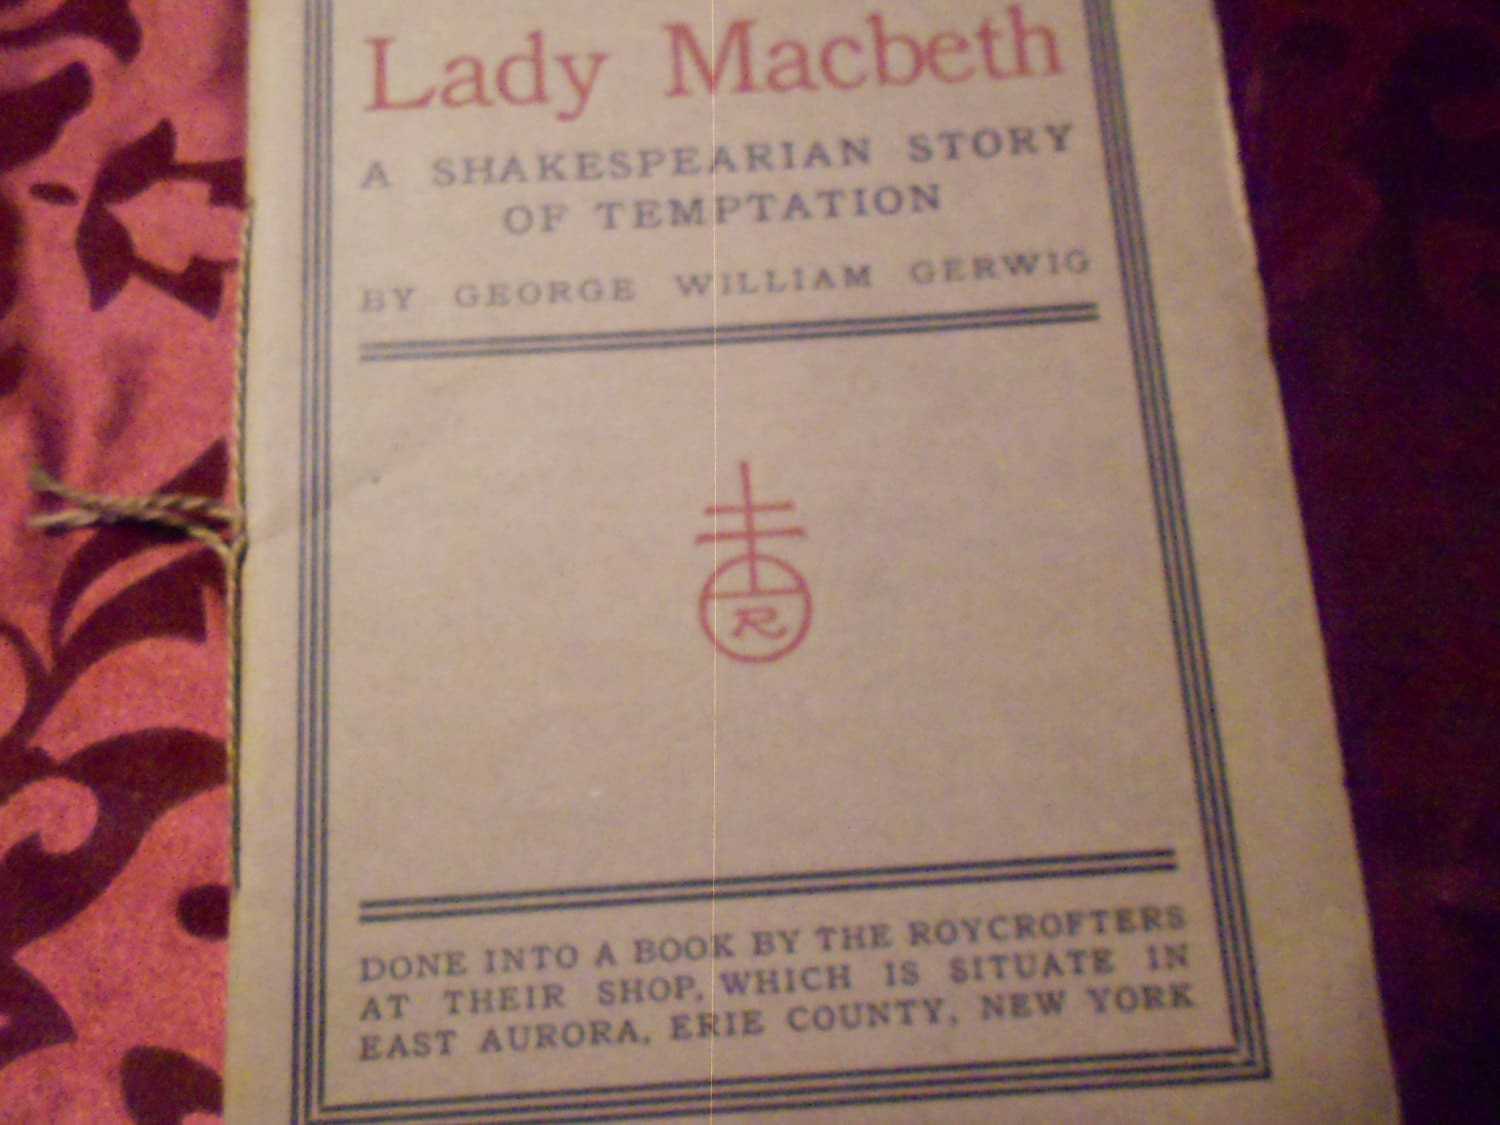 Lady Macbeth
A SHAKESPEARIAN STORY
OF TEMPTATION
BY GEORGE WILLIAM GERWIG
R
DONE INTO A BOOK BY THE ROYCROFTERS
AT THEIR SHOP, WHICH IS SITUATE IN
EAST AURORA, ERIE COUNTY, NEW YORK